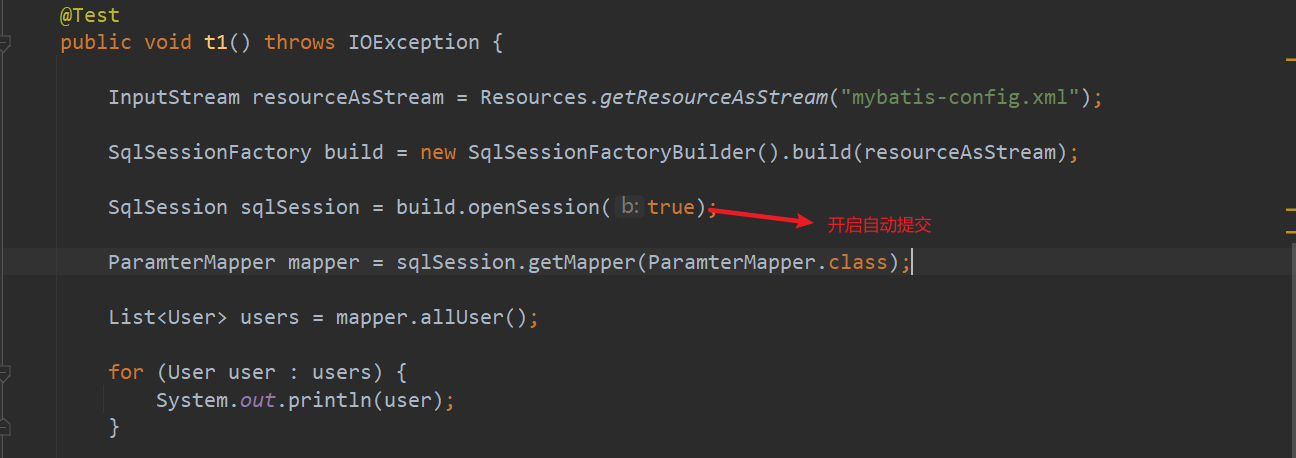 @Test
public void t1() throws IOException {
InputStream resourceAsStream = Resources.getResourceAsStream("mybatis-config.xml");
SqlSessionFactory build = new SqlSessionFactoryBuilder().build(resourceAsStream);
SqlSession sqlSession = build.openSession( b: true); 开启自动提交
ParamterMapper mapper = sqlSession.getMapper(ParamterMapper.class);
List<User> users = mapper.allUser();
for (User user : users) {
System.out.println(user);
}